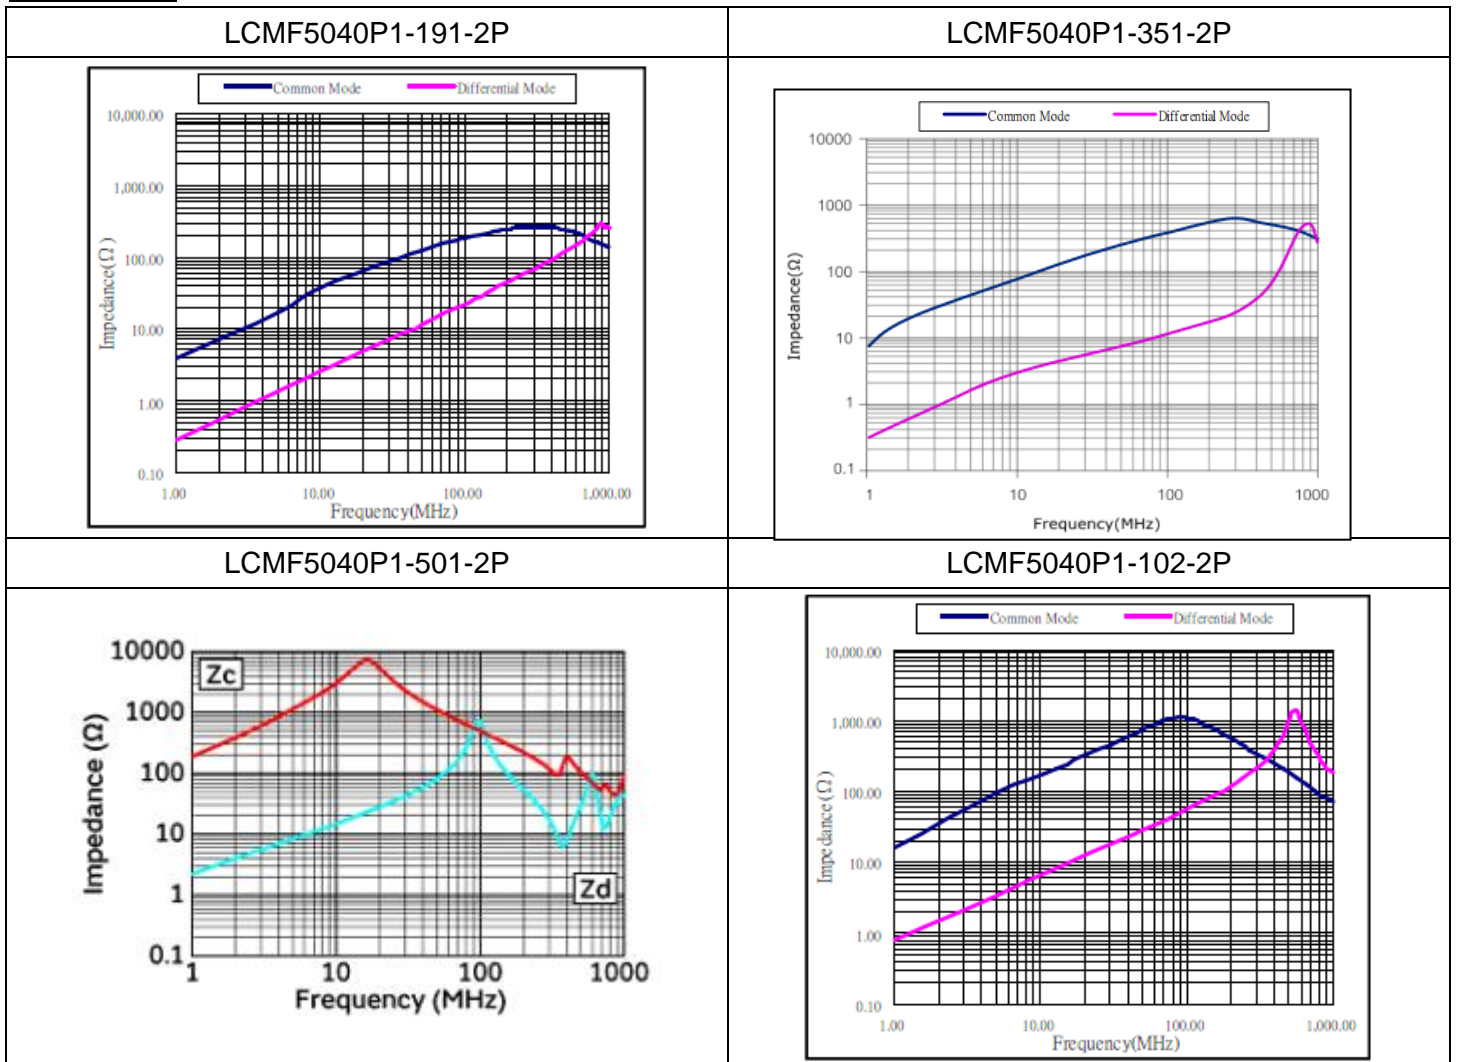 LCMF5040P1-191-2P
LCMF5040P1-351-2P
Common Mode
Differential Mode
10,000.00
1,000.00
100.00
10.00
1.00
0.10
Impedance(Ω)
1.00
10.00
100.00
1,000.00
Frequency(MHz)
Common Mode
Differential Mode
10000
1000
100
10
1
0.1
Impedance(Ω)
1
10
100
1000
Frequency(MHz)
LCMF5040P1-501-2P
LCMF5040P1-102-2P
Zc
Zd
10000
1000
100
10
1
0.1
Impedance (Ω)
1
10
100
1000
Frequency (MHz)
Common Mode
Differential Mode
10,000.00
1,000.00
100.00
10.00
1.00
0.10
Impedance(Ω)
1.00
10.00
100.00
1,000.00
Frequency(MHz)